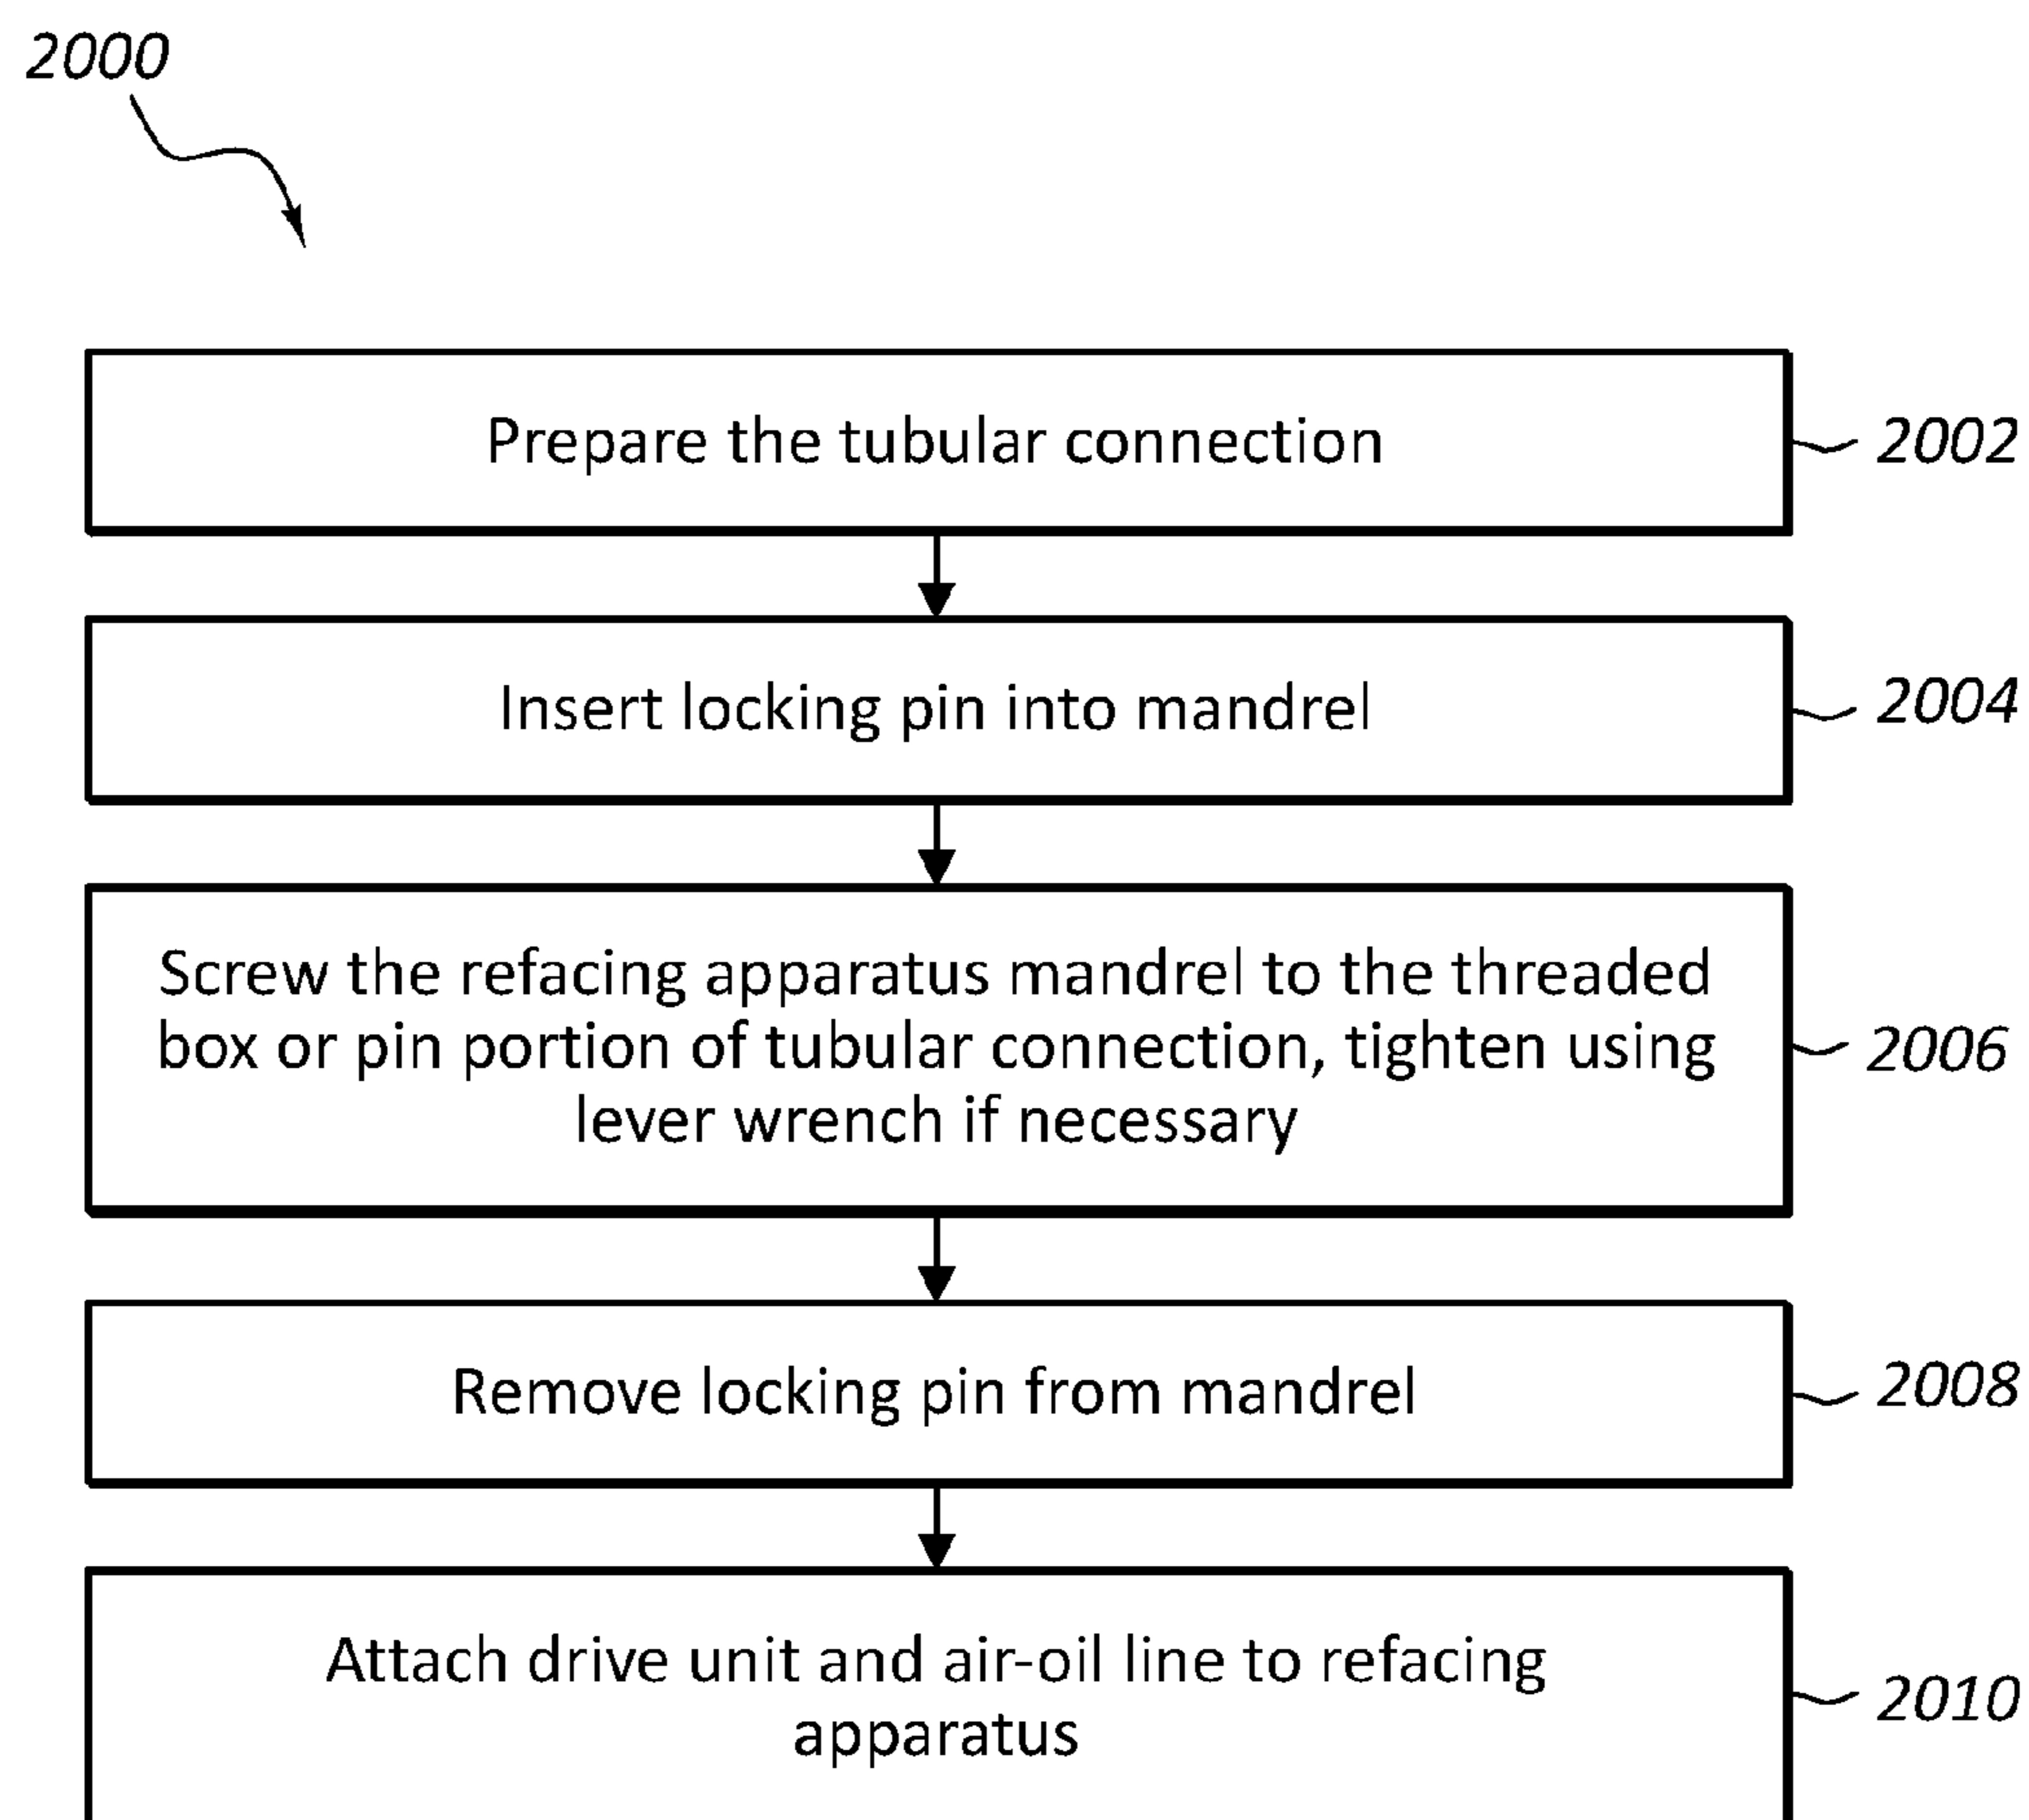 2000
Prepare the tubular connection
2002
Insert locking pin into mandrel
2004
Screw the refacing apparatus mandrel to the threaded
box or pin portion of tubular connection, tighten using
lever wrench if necessary
2006
Remove locking pin from mandrel
2008
Attach drive unit and air-oil line to refacing
apparatus
2010